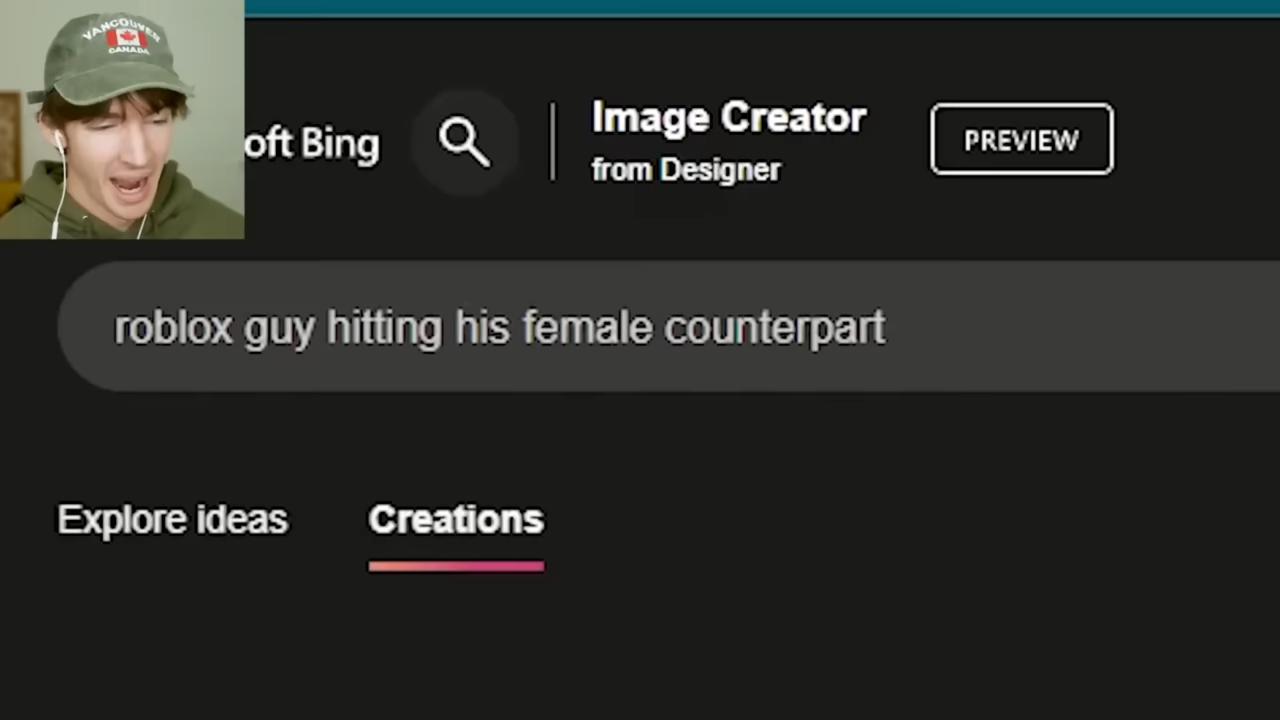 VANCOUVER
CANADA
oft Bing
Image Creator
from Designer
PREVIEW
roblox guy hitting his female counterpart
Explore ideas
Creations